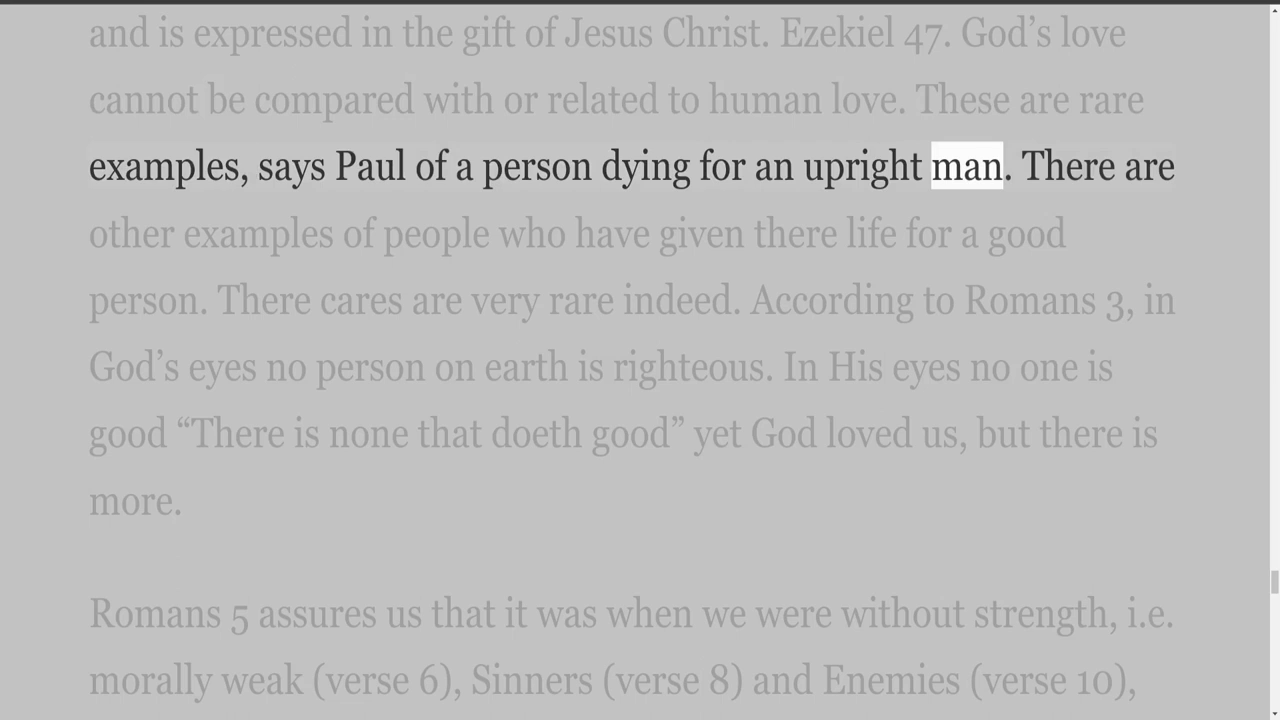 and is expressed in the gift of Jesus Christ. Ezekiel 47. God’s love
cannot be compared with or related to human love. These are rare
examples, says Paul of a person dying for an upright man. There are
other examples of people who have given there life for a good
person. There cares are very rare indeed. According to Romans 3, in
God’s eyes no person on earth is righteous. In His eyes no one is
good “There is none that doeth good” yet God loved us, but there is
more.
Romans 5 assures us that it was when we were without strength, i.e.
morally weak (verse 6), Sinners (verse 8) and Enemies (verse 10),